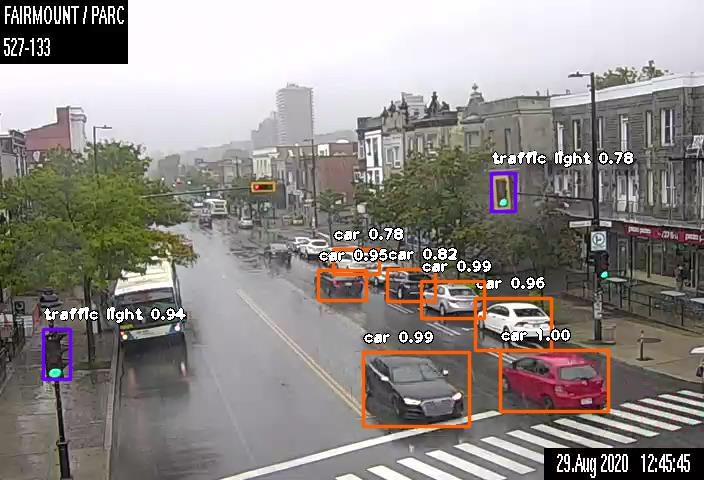 FAIRMOUNT / PARC
527-133
traffic light 0.78
car 0.78
car 0.95
car 0.82
car 0.99
car 0.96
traffic light 0.94
car 0.99
car 1.00
29.Aug 2020 12:45:45